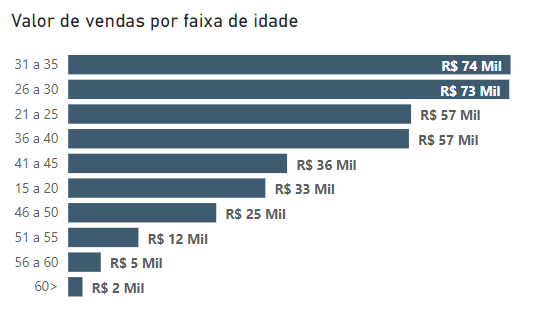 Valor de vendas por faixa de idade
31 a 35 R$ 74 Mil
26 a 30 R$ 73 Mil
21 a 25 R$ 57 Mil
36 a 40 R$ 57 Mil
41 a 45 R$ 36 Mil
15 a 20 R$ 33 Mil
46 a 50 R$ 25 Mil
51 a 55 R$ 12 Mil
56 a 60 R$ 5 Mil
60> R$ 2 Mil